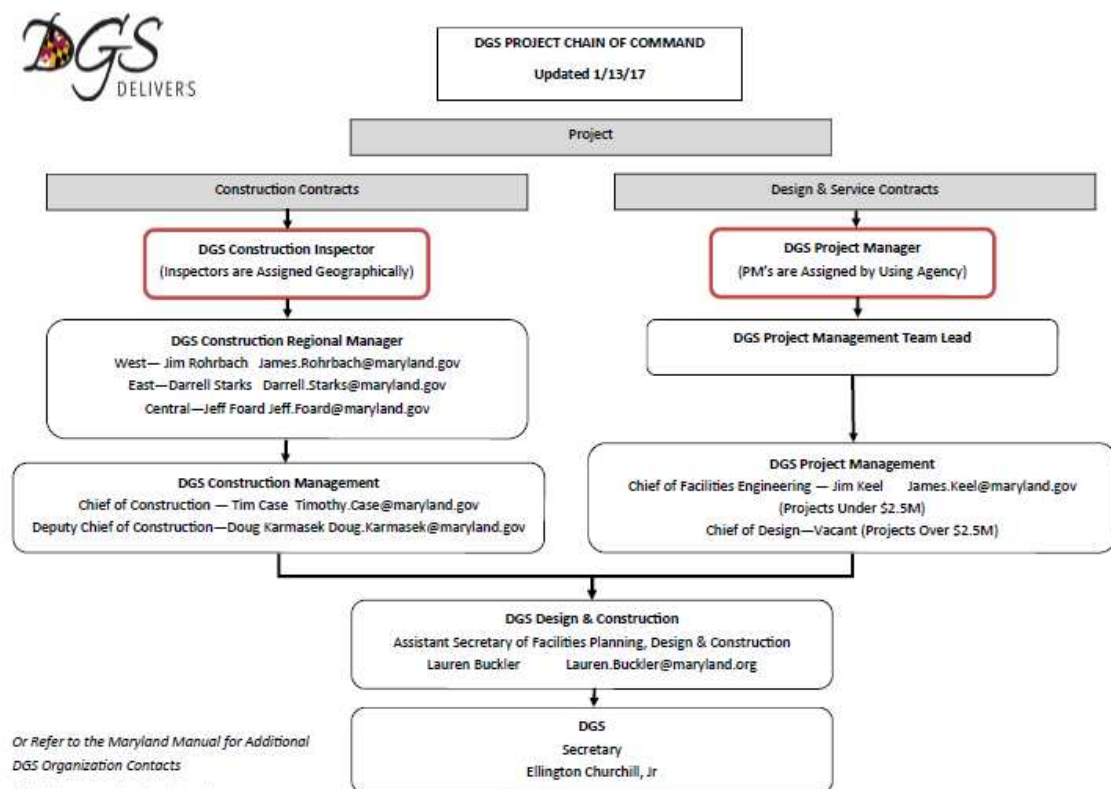 DGS
DELIVERS
DGS PROJECT CHAIN OF COMMAND
Updated 1/13/17
Project
Construction Contracts
DGS Construction Inspector
(Inspectors are Assigned Geographically)
DGS Construction Regional Manager
West— Jim Rohrbach James.Rohrbach@maryland.gov
East—Darrell Starks Darrell.Starks@maryland.gov
Central—Jeff Foard Jeff.Foard@maryland.gov
DGS Construction Management
Chief of Construction — Tim Case Timothy.Case@maryland.gov
Deputy Chief of Construction—Doug Karmasek Doug.Karmasek@maryland.gov
Design & Service Contracts
DGS Project Manager
(PM's are Assigned by Using Agency)
DGS Project Management Team Lead
DGS Project Management
Chief of Facilities Engineering — Jim Keel James.Keel@maryland.gov
(Projects Under $2.5M)
Chief of Design—Vacant (Projects Over $2.5M)
DGS Design & Construction
Assistant Secretary of Facilities Planning, Design & Construction
Lauren Buckler Lauren.Buckler@maryland.org
DGS
Secretary
Ellington Churchill, Jr
Or Refer to the Maryland Manual for Additional
DGS Organization Contacts